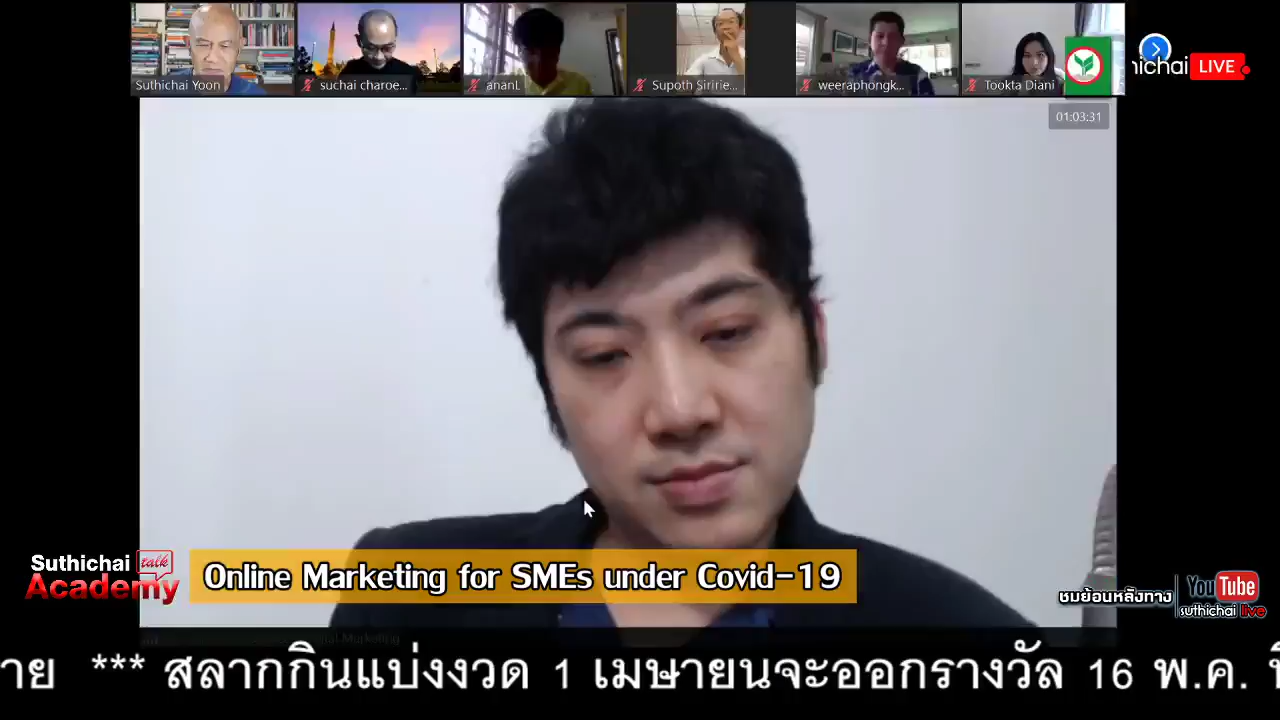 Suthichai Yoon
suchai charoe...
ananL
Supoth Siririe...
weeraphongk...
Tookta Diani
ichai LIVE
01:03:31
Suthichai talk
Academy
Online Marketing for SMEs under Covid-19
ชมย้อนหลังทาง
YouTube
suthichai live
าย *** สลากกินแบ่งงวด 1 เมษายนจะออกรางวัล 16 พ.ค.